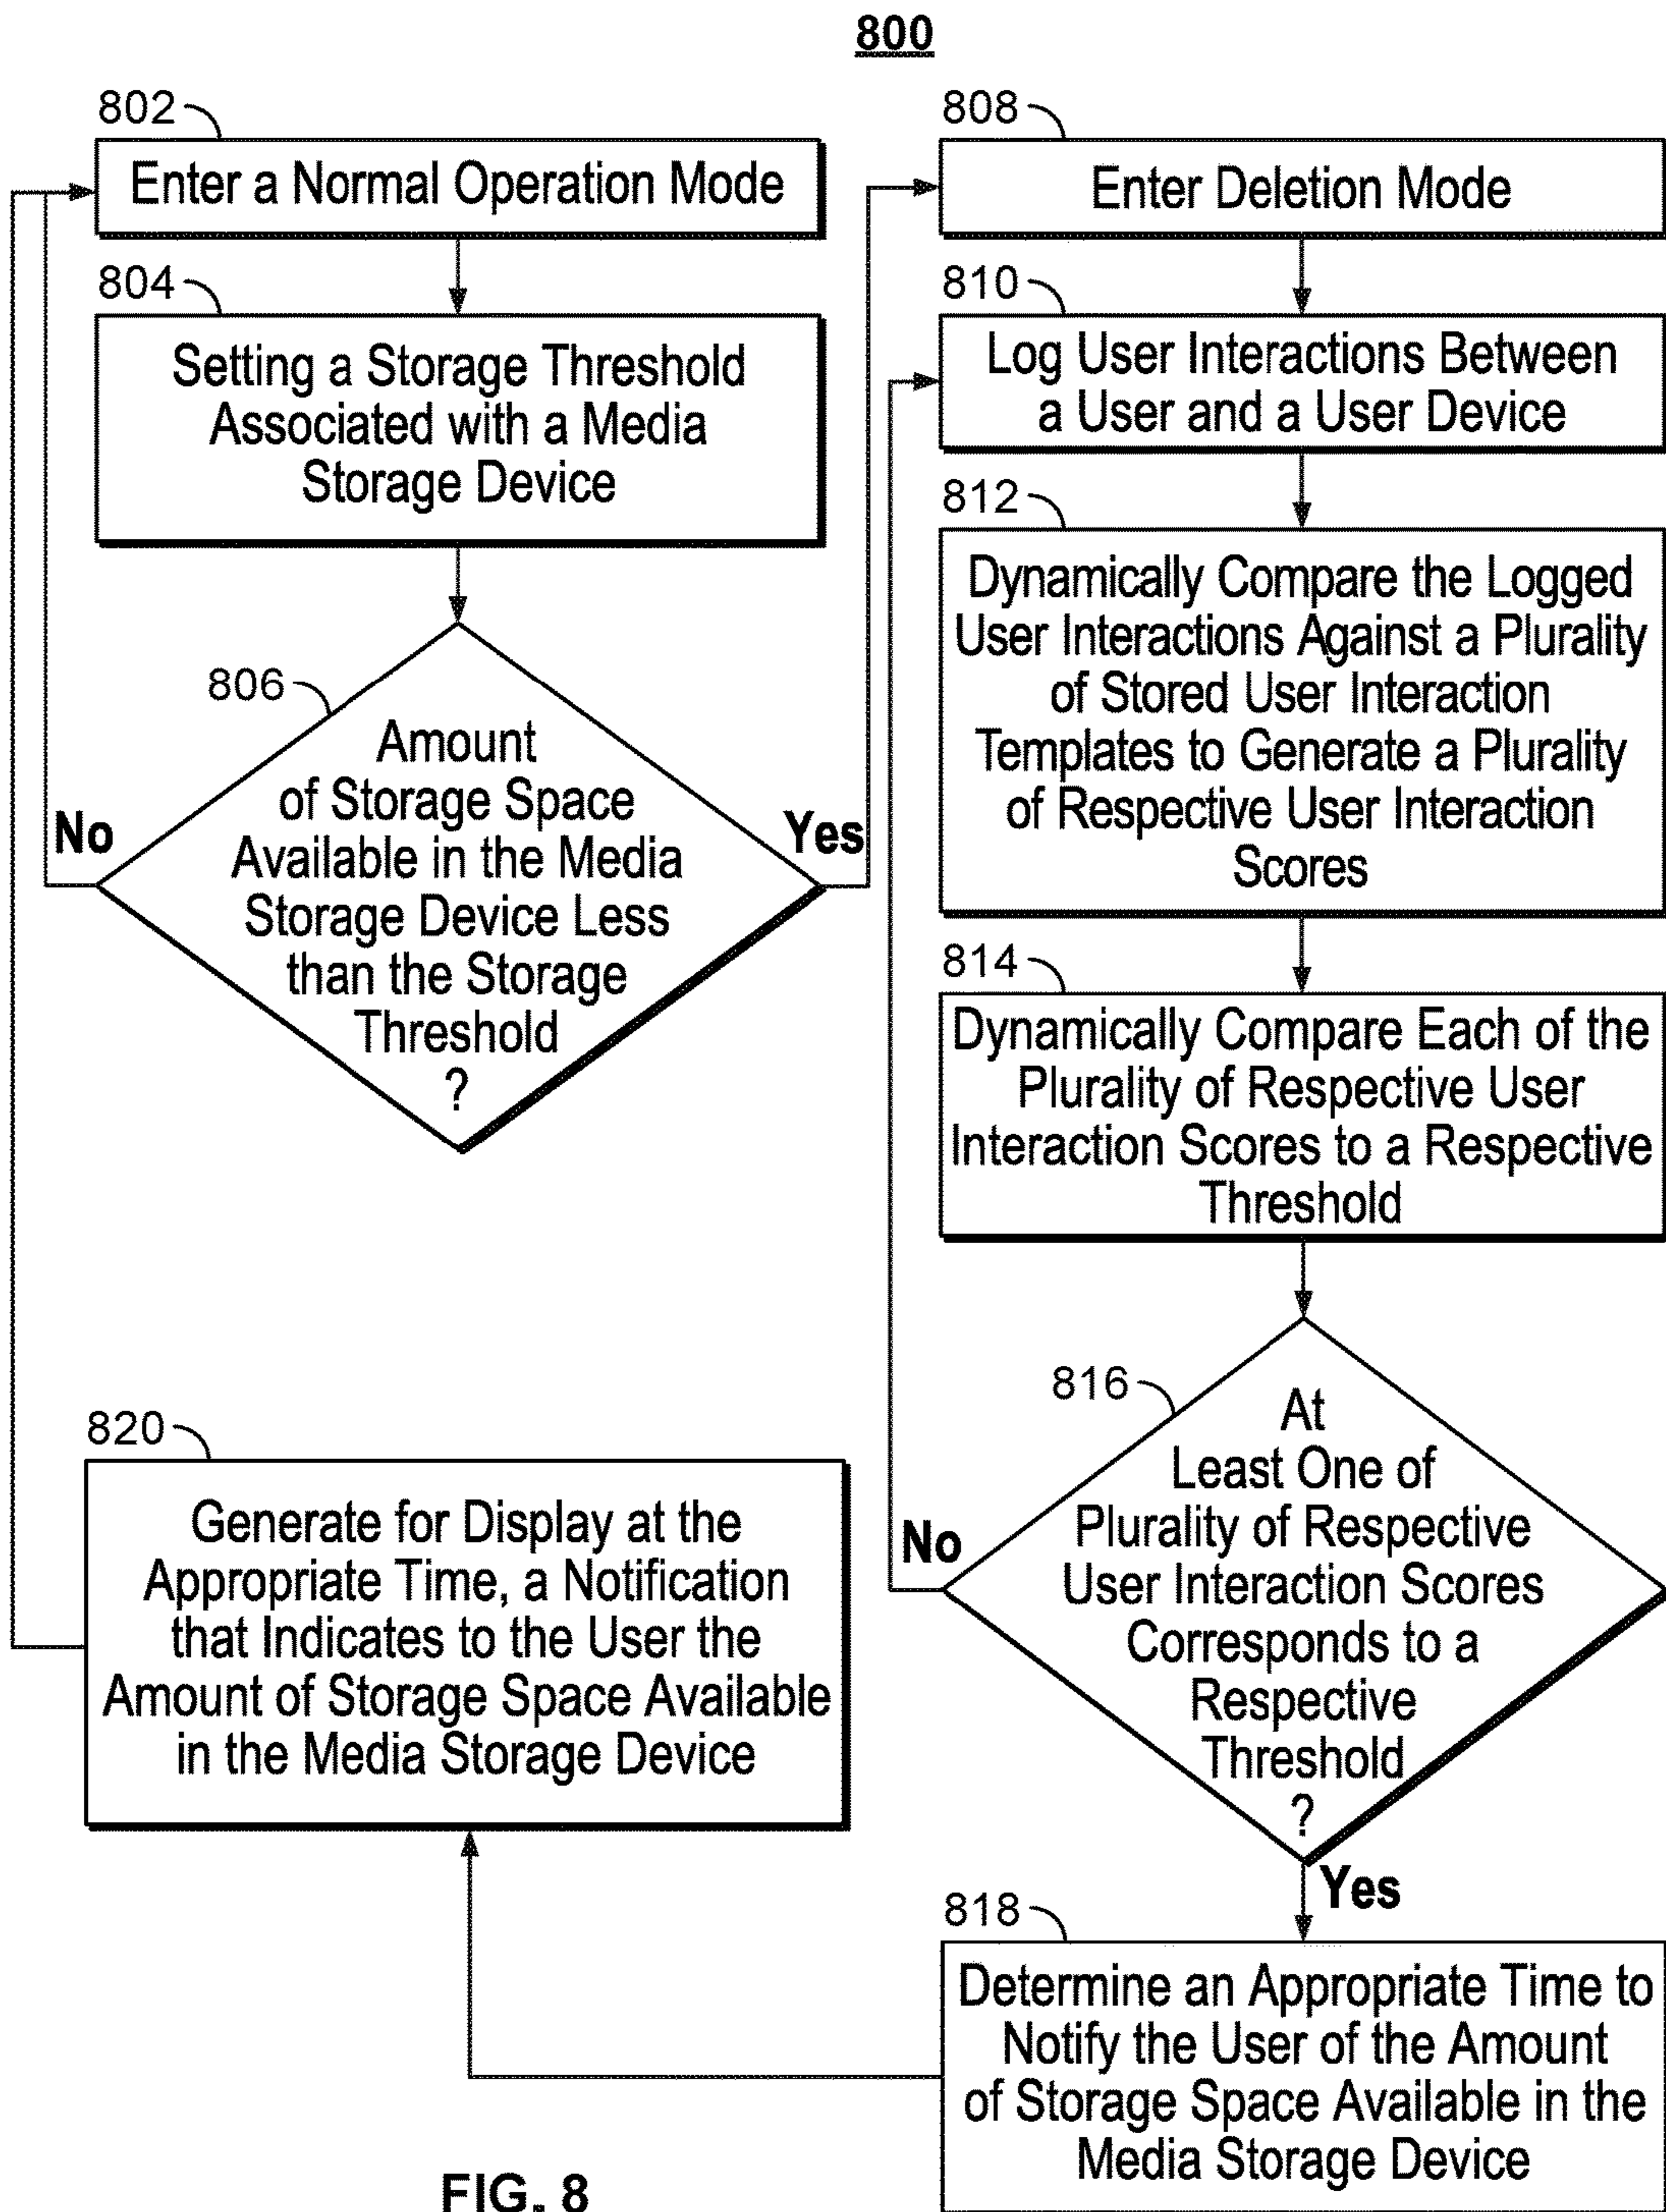 800
802
Enter a Normal Operation Mode
804
Setting a Storage Threshold
Associated with a Media
Storage Device
806
Amount
of Storage Space
Available in the Media
Storage Device Less
than the Storage
Threshold
?
No
Yes
808
Enter Deletion Mode
810
Log User Interactions Between
a User and a User Device
812
Dynamically Compare the Logged
User Interactions Against a Plurality
of Stored User Interaction
Templates to Generate a Plurality
of Respective User Interaction
Scores
814
Dynamically Compare Each of the
Plurality of Respective User
Interaction Scores to a Respective
Threshold
816
At
Least One of
Plurality of Respective
User Interaction Scores
Corresponds to a
Respective
Threshold
?
No
Yes
818
Determine an Appropriate Time to
Notify the User of the Amount
of Storage Space Available in the
Media Storage Device
820
Generate for Display at the
Appropriate Time, a Notification
that Indicates to the User the
Amount of Storage Space Available
in the Media Storage Device
FIG. 8